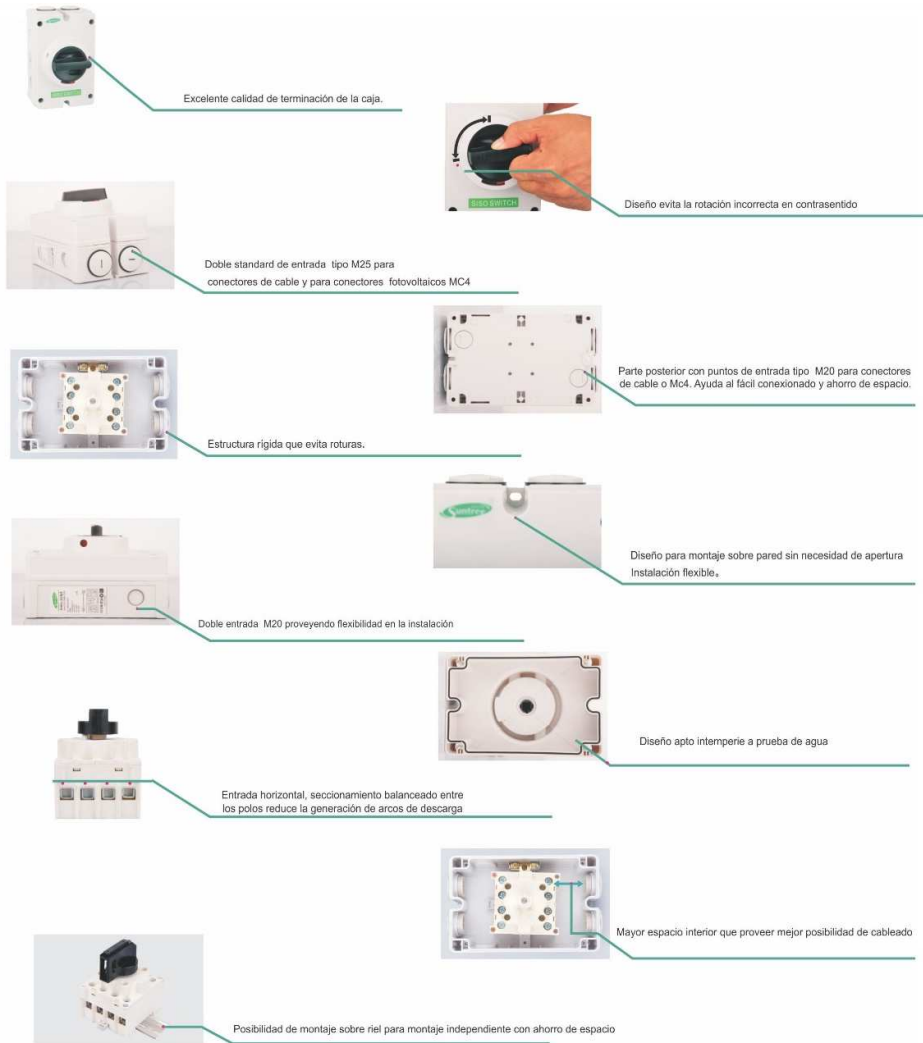 Excelente calidad de terminación de la caja.
SISO SWITCH
Diseño evita la rotación incorrecta en contrasentido
Doble standard de entrada tipo M25 para
conectores de cable y para conectores fotovoltaicos MC4
Parte posterior con puntos de entrada tipo M20 para conectores
de cable o Mc4. Ayuda al fácil conexionado y ahorro de espacio.
Estructura rígida que evita roturas.
Suntree
Diseño para montaje sobre pared sin necesidad de apertura
Instalación flexible。
Doble entrada M20 proveyendo flexibilidad en la instalación
Diseño apto intemperie a prueba de agua
Entrada horizontal, seccionamiento balanceado entre
los polos reduce la generación de arcos de descarga
Mayor espacio interior que proveer mejor posibilidad de cableado
Posibilidad de montaje sobre riel para montaje independiente con ahorro de espacio